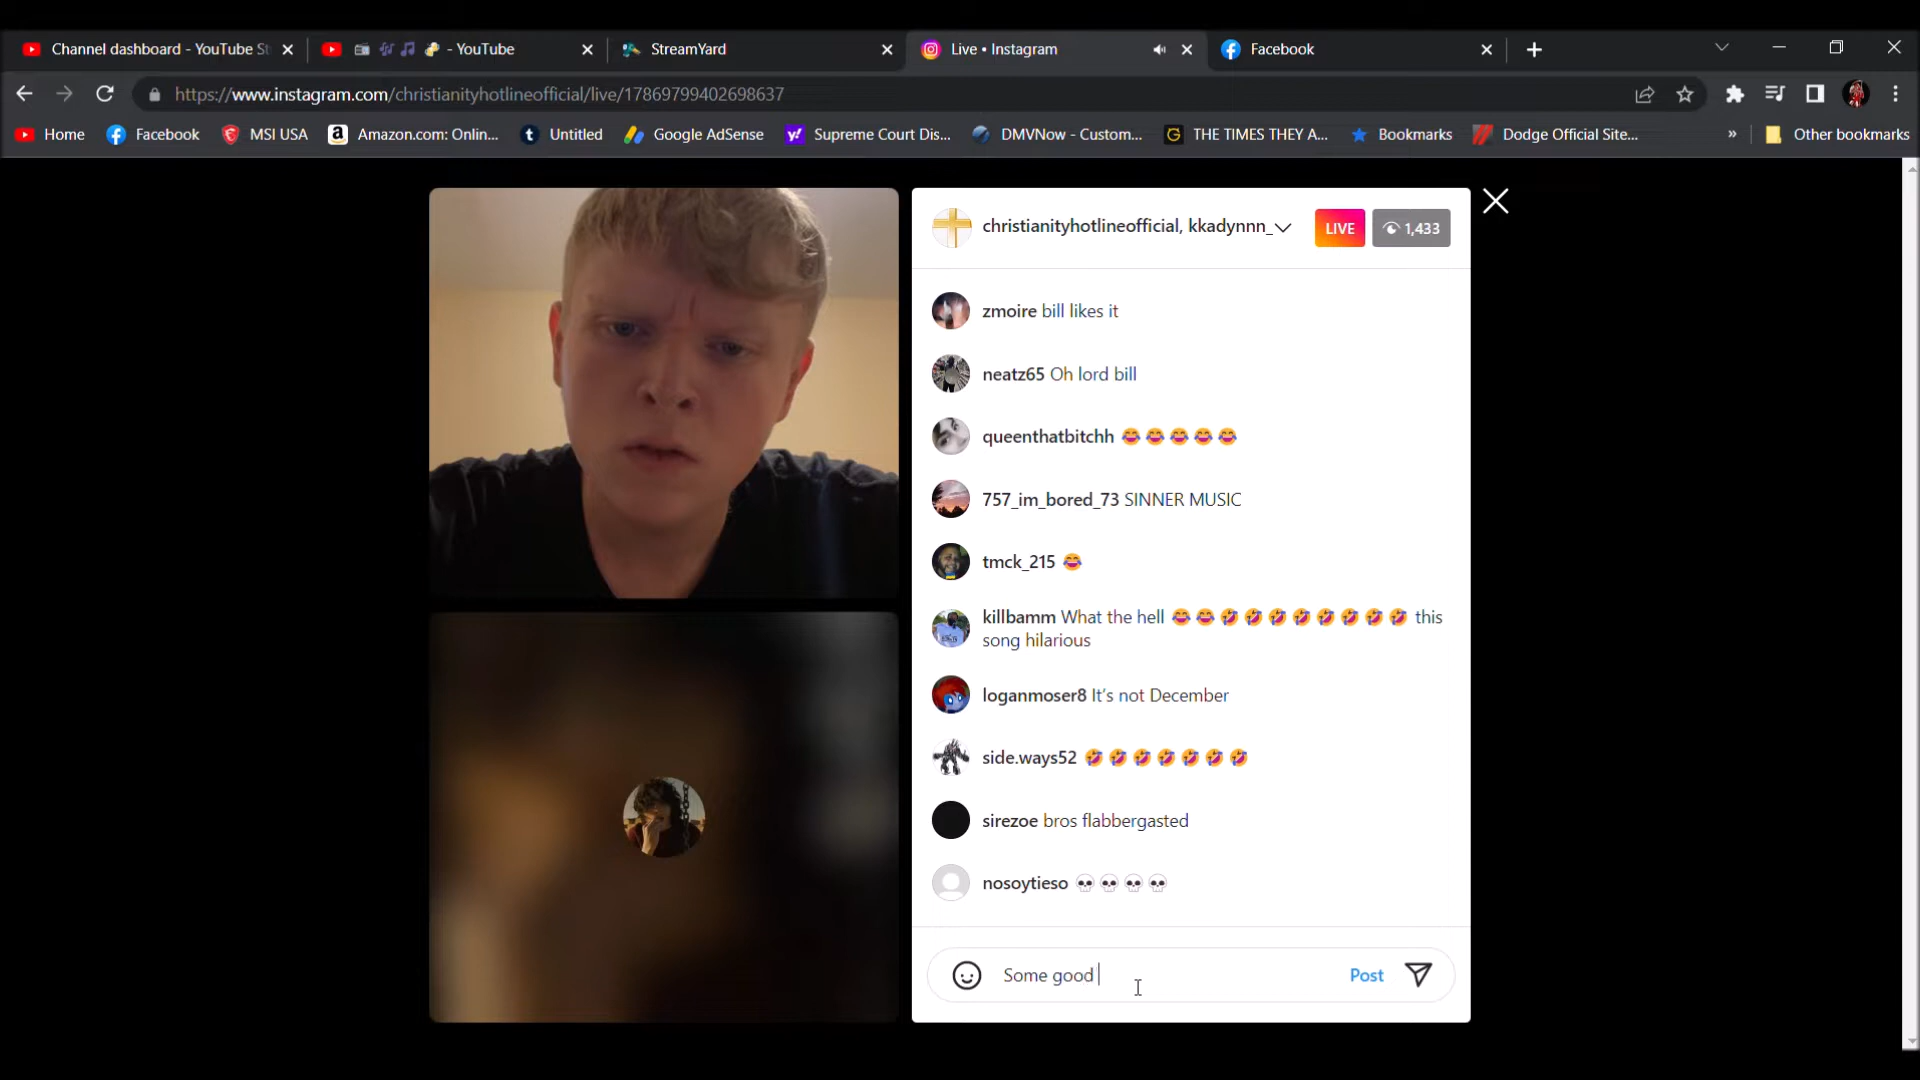 Channel dashboard - YouTube St
- YouTube
StreamYard
Live • Instagram
Facebook
https://www.instagram.com/christianityhotlineofficial/live/17869799402698637
Home
Facebook
MSI USA
Amazon.com: Onlin...
Untitled
Google AdSense
Supreme Court Dis...
DMVNow - Custom...
THE TIMES THEY A...
Bookmarks
Dodge Official Site...
»
Other bookmarks
christianityhotlineofficial, kkadynnn_
LIVE
1,433
zmoire bill likes it
neatz65 Oh lord bill
queenthatbitchh 😂😂😂😂😂
757_im_bored_73 SINNER MUSIC
tmck_215 😂
killbamm What the hell 😂😂🤣🤣🤣🤣🤣🤣🤣🤣 this
song hilarious
loganmoser8 It's not December
side.ways52 🤣🤣🤣🤣🤣🤣🤣
sirezoe bros flabbergasted
nosoytieso 💀💀💀💀
Some good
Post